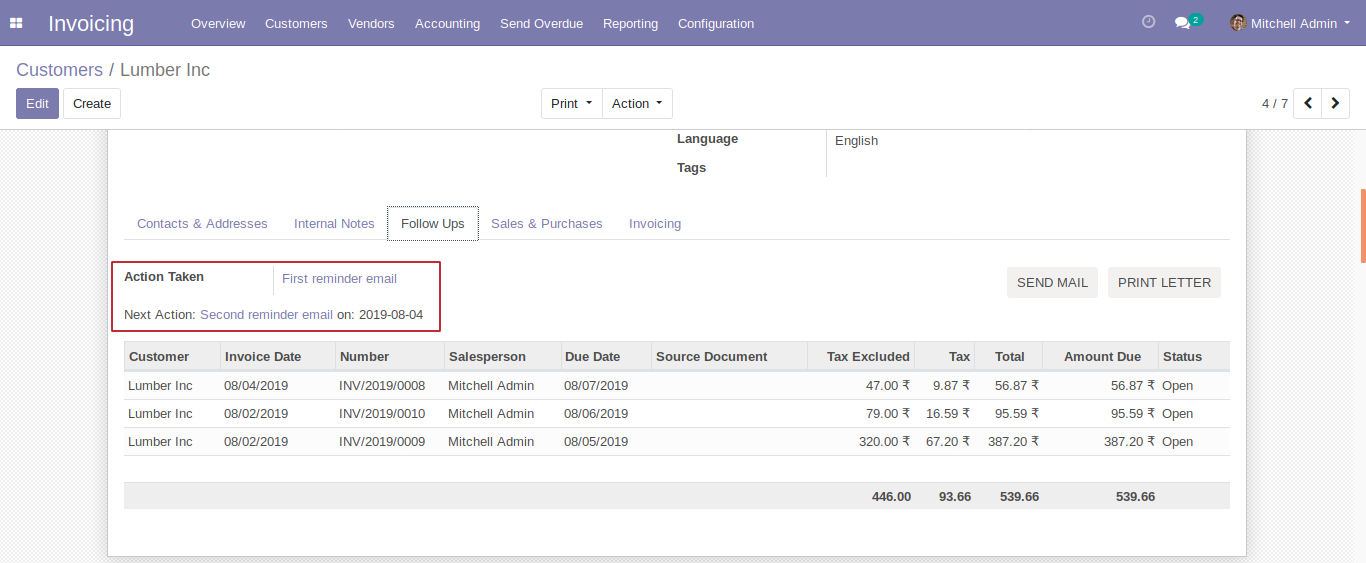 Invoicing Overview Customers Vendors Accounting Send Overdue Reporting Configuration 2 Mitchell Admin
Customers / Lumber Inc
Edit Create Print Action 4 / 7
Language English
Tags
Contacts & Addresses Internal Notes Follow Ups Sales & Purchases Invoicing
Action Taken First reminder email SEND MAIL PRINT LETTER
Next Action: Second reminder email on: 2019-08-04
Customer Invoice Date Number Salesperson Due Date Source Document Tax Excluded Tax Total Amount Due Status
Lumber Inc 08/04/2019 INV/2019/0008 Mitchell Admin 08/07/2019 47.00 ₹ 9.87 ₹ 56.87 ₹ 56.87 ₹ Open
Lumber Inc 08/02/2019 INV/2019/0010 Mitchell Admin 08/06/2019 79.00 ₹ 16.59 ₹ 95.59 ₹ 95.59 ₹ Open
Lumber Inc 08/02/2019 INV/2019/0009 Mitchell Admin 08/05/2019 320.00 ₹ 67.20 ₹ 387.20 ₹ 387.20 ₹ Open
446.00 93.66 539.66 539.66